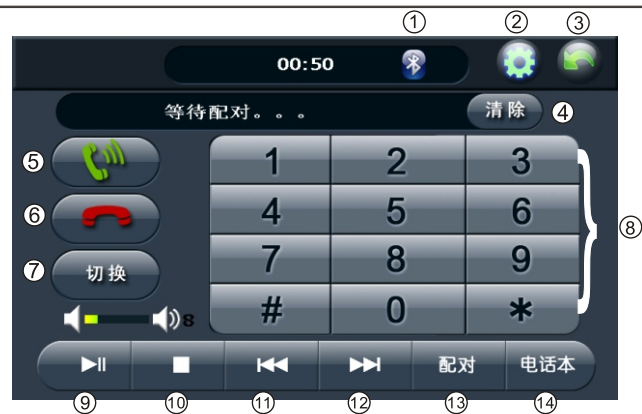 ① ② ③
00:50
等待配对。。。 清除 ④
⑤ 1 2 3
⑥ 4 5 6 ⑧
⑦ 切换 7 8 9
8 # 0 *
配对 电话本
⑨ ⑩ ⑪ ⑫ ⑬ ⑭